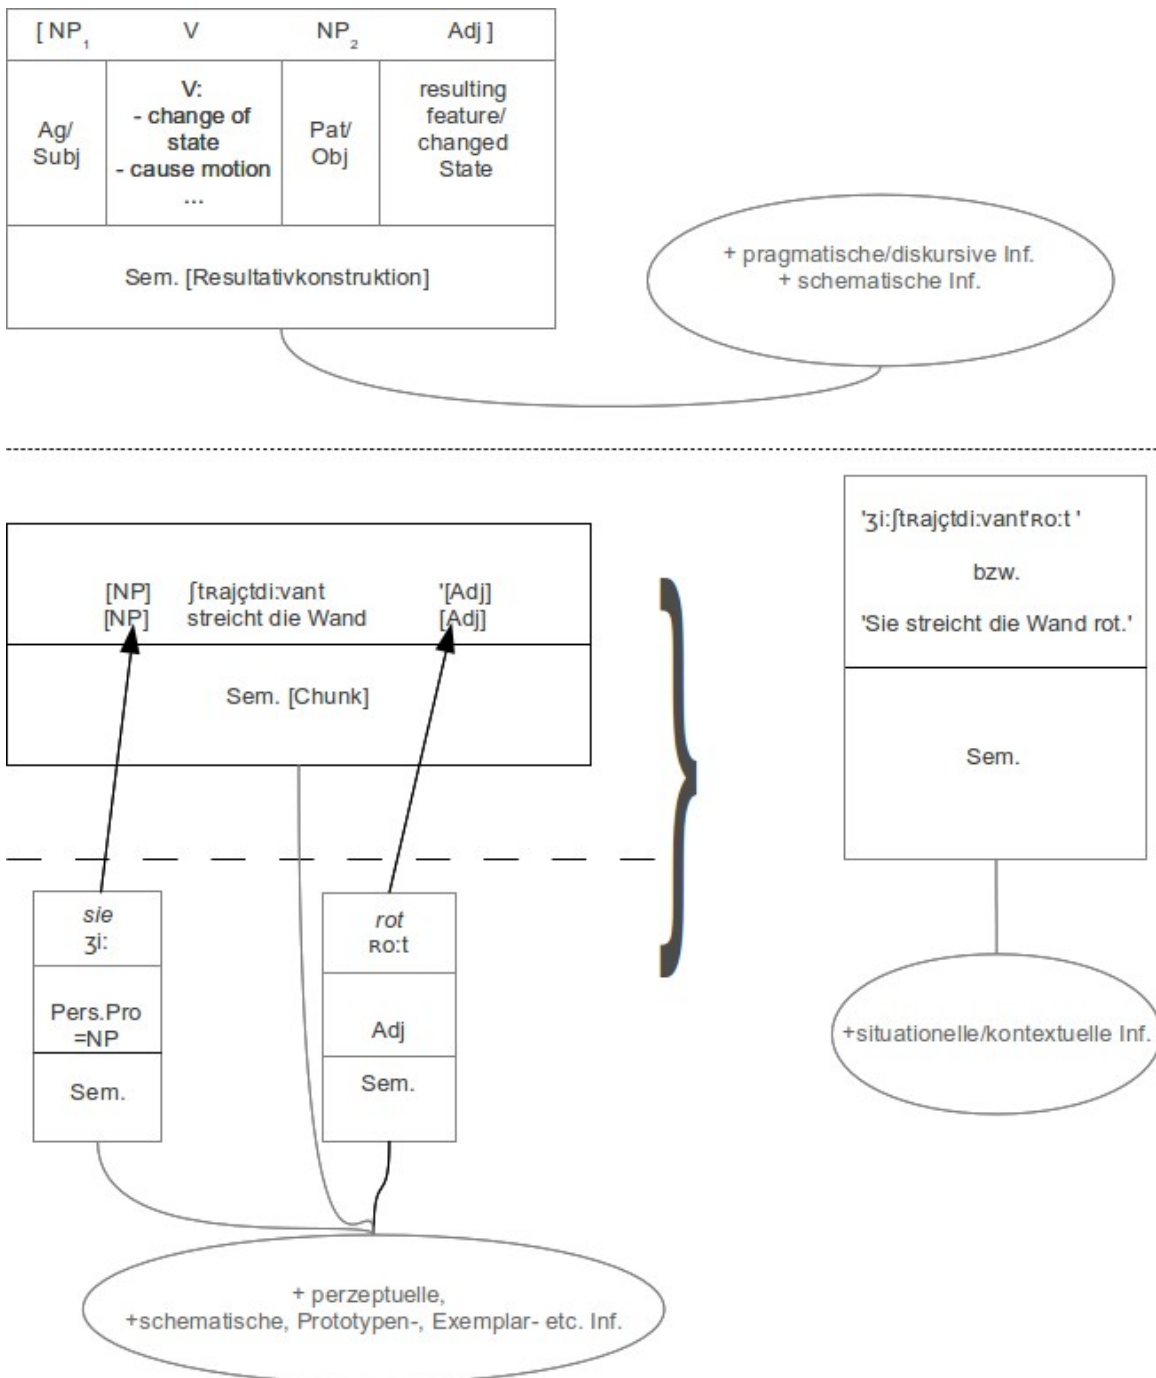 [ NP₁ V NP₂ Adj ]
Ag/
Subj
V:
- change of
state
- cause motion
...
Pat/
Obj
resulting
feature/
changed
State
Sem. [Resultativkonstruktion]
+ pragmatische/diskursive Inf.
+ schematische Inf.
[NP] ʃtʀajçtdi:vant '[Adj]
[NP] streicht die Wand [Adj]
Sem. [Chunk]
'ʒi:ʃtʀajçtdi:vant'ʀo:t '
bzw.
'Sie streicht die Wand rot.'
Sem.
sie
ʒi:
Pers.Pro
=NP
Sem.
rot
ʀo:t
Adj
Sem.
+situationelle/kontextuelle Inf.
+ perzeptuelle,
+schematische, Prototypen-, Exemplar- etc. Inf.